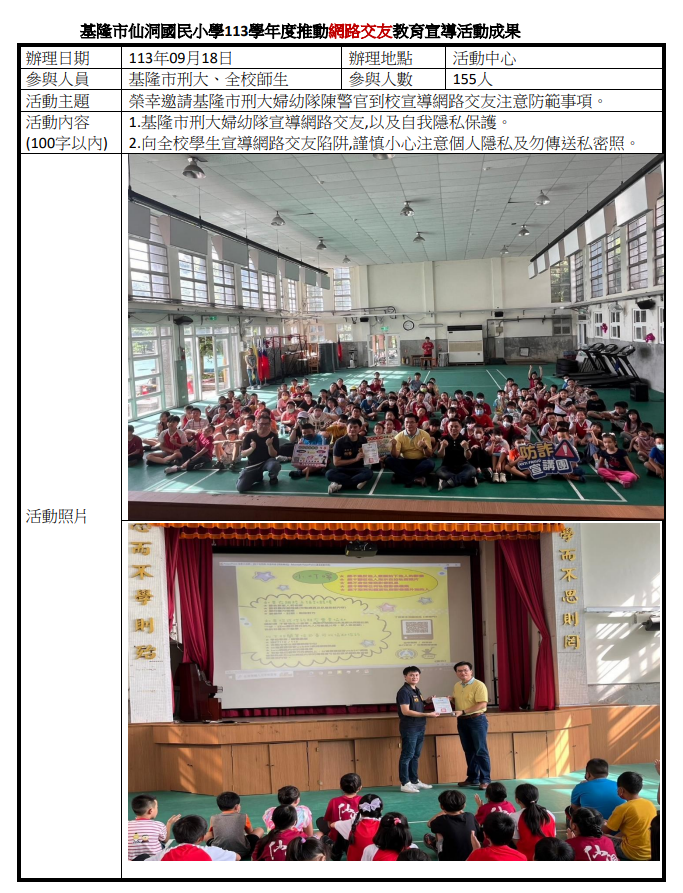 基隆市仙洞國民小學113學年度推動網路交友教育宣導活動成果
辦理日期 113年09月18日 辦理地點 活動中心
參與人員 基隆市刑大、全校師生 參與人數 155人
活動主題 榮幸邀請基隆市刑大婦幼隊陳警官到校宣導網路交友注意防範事項。
活動內容 1.基隆市刑大婦幼隊宣導網路交友,以及自我隱私保護。
(100字以內) 2.向全校學生宣導網路交友陷阱,謹慎小心注意個人隱私及勿傳送私密照。
活動照片
防詐
宣講團
而不學則
學而不思則罔